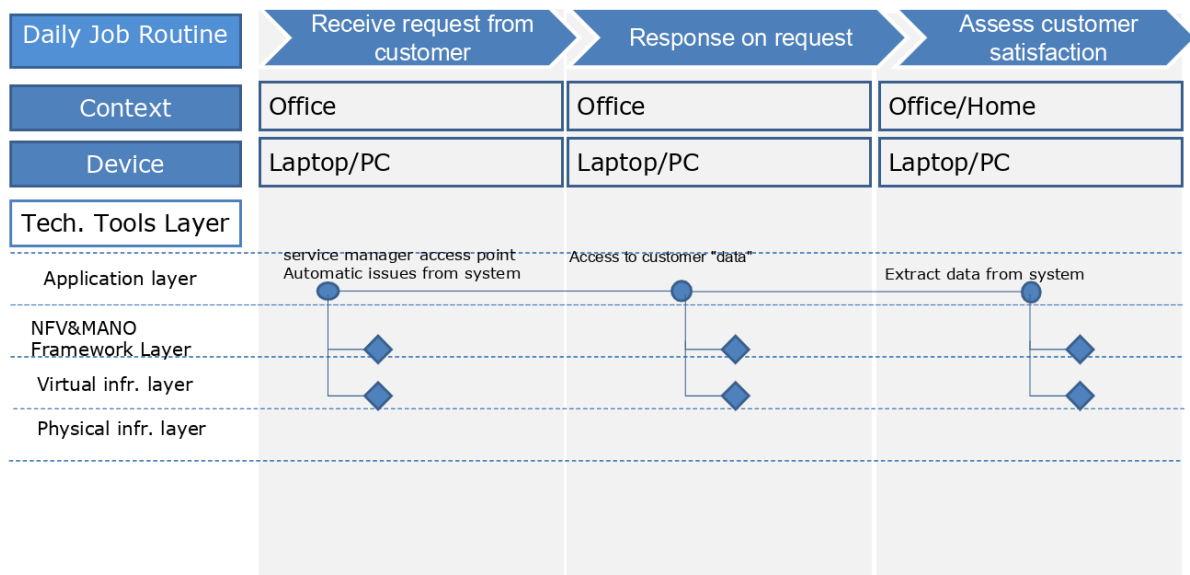 Daily Job Routine
Receive request from
customer
Response on request
Assess customer
satisfaction
Context
Office
Office
Office/Home
Device
Laptop/PC
Laptop/PC
Laptop/PC
Tech. Tools Layer
service manager access point
Automatic issues from system
Access to customer "data"
Extract data from system
Application layer
NFV&MANO
Framework Layer
Virtual infr. layer
Physical infr. layer